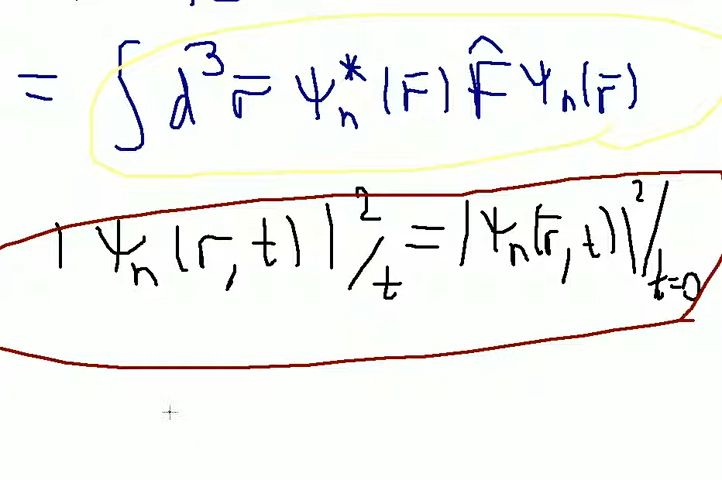 = ∫ d³r̄ ψₙ*(r̄) F̂ ψₙ(r̄)
|ψₙ(r̄, t)|²/ₜ = |ψₙ(r̄, t)|²/ₜ₌₀